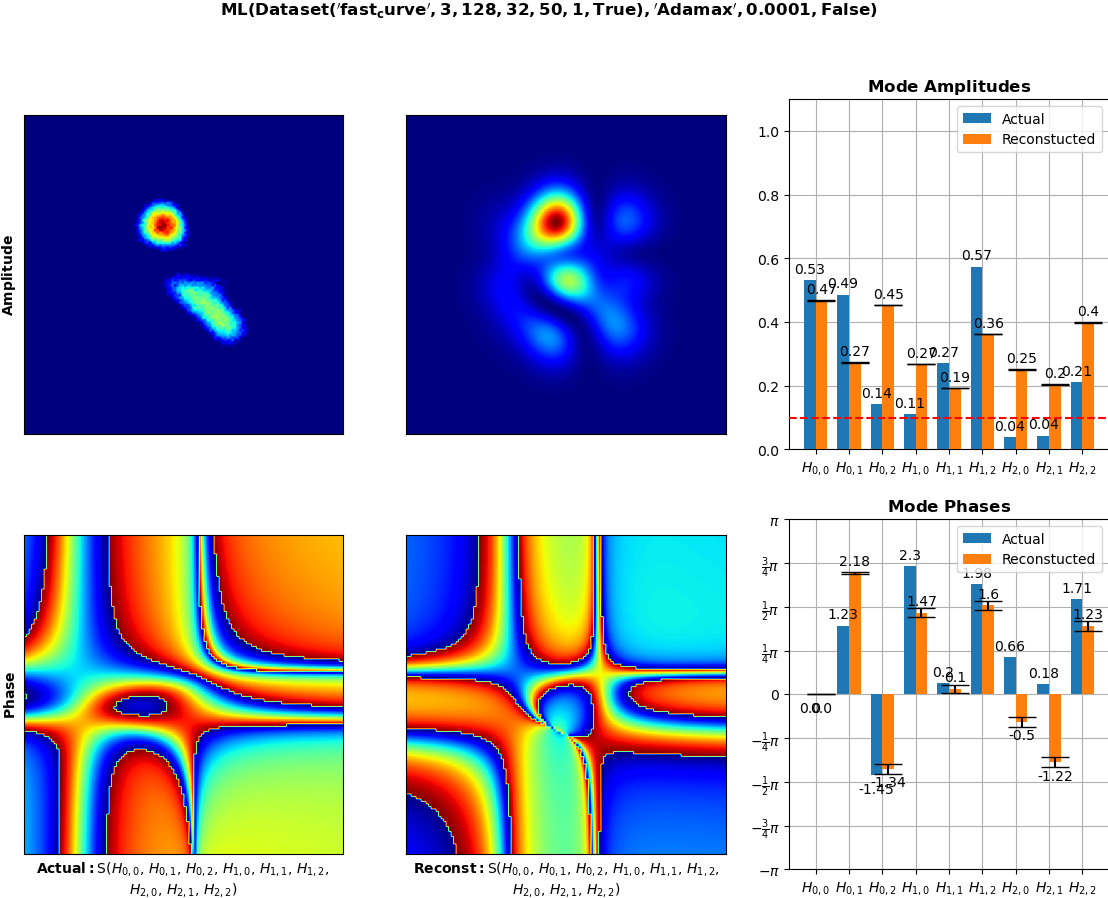 ML(Dataset(′fast_curve′, 3, 128, 32, 50, 1, True), ′Adamax′, 0.0001, False)
Amplitude
Mode Amplitudes
Actual
Reconstucted
1.0
0.8
0.6
0.4
0.2
0.0
0.53
0.47
0.49
0.27
0.14
0.45
0.11
0.27
0.27
0.19
0.57
0.36
0.04
0.25
0.04
0.2
0.21
0.4
H0,0 H0,1 H0,2 H1,0 H1,1 H1,2 H2,0 H2,1 H2,2
Phase
Actual: S(H0,0, H0,1, H0,2, H1,0, H1,1, H1,2,
H2,0, H2,1, H2,2)
Reconst: S(H0,0, H0,1, H0,2, H1,0, H1,1, H1,2,
H2,0, H2,1, H2,2)
Mode Phases
Actual
Reconstucted
π
3/4π
1/2π
1/4π
0
−1/4π
−1/2π
−3/4π
−π
0.0
0.0
1.23
2.18
-1.45
-1.34
2.3
1.47
0.2
0.1
1.98
1.6
0.66
-0.5
0.18
-1.22
1.71
1.23
H0,0 H0,1 H0,2 H1,0 H1,1 H1,2 H2,0 H2,1 H2,2